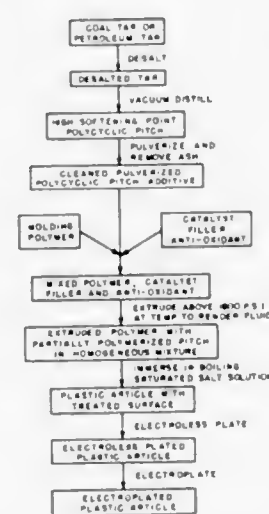 COAL TAR OR
PETROLEUM TAR
DESALT
DESALTED TAR
VACUUM DISTILL
HIGH SOFTENING POINT
POLYCYCLIC PITCH
PULVERIZE AND
REMOVE ASH
CLEANED PULVERIZED
POLYCYCLIC PITCH ADDITIVE
MOLDING
POLYMER
CATALYST
FILLER
ANTI-OXIDANT
MIXED POLYMER, CATALYST
FILLER AND ANTI-OXIDANT
EXTRUDE ABOVE 1800 P.S.I.
AT TEMP TO RENDER FLUID
EXTRUDED POLYMER WITH
PARTIALLY POLYMERIZED PITCH
IN HOMOGENEOUS MIXTURE
IMMERSE IN BOILING
SATURATED SALT SOLUTION
PLASTIC ARTICLE WITH
TREATED SURFACE
ELECTROLESS PLATE
ELECTROLESS PLATED
PLASTIC ARTICLE
ELECTROPLATE
ELECTROPLATED
PLASTIC ARTICLE